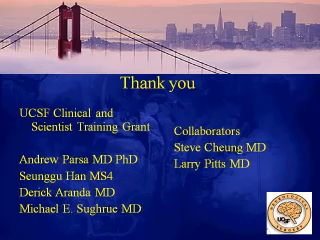 Thank you
UCSF Clinical and
Scientist Training Grant
Andrew Parsa MD PhD
Seunggu Han MS4
Derick Aranda MD
Michael E. Sughrue MD
Collaborators
Steve Cheung MD
Larry Pitts MD
UCSF